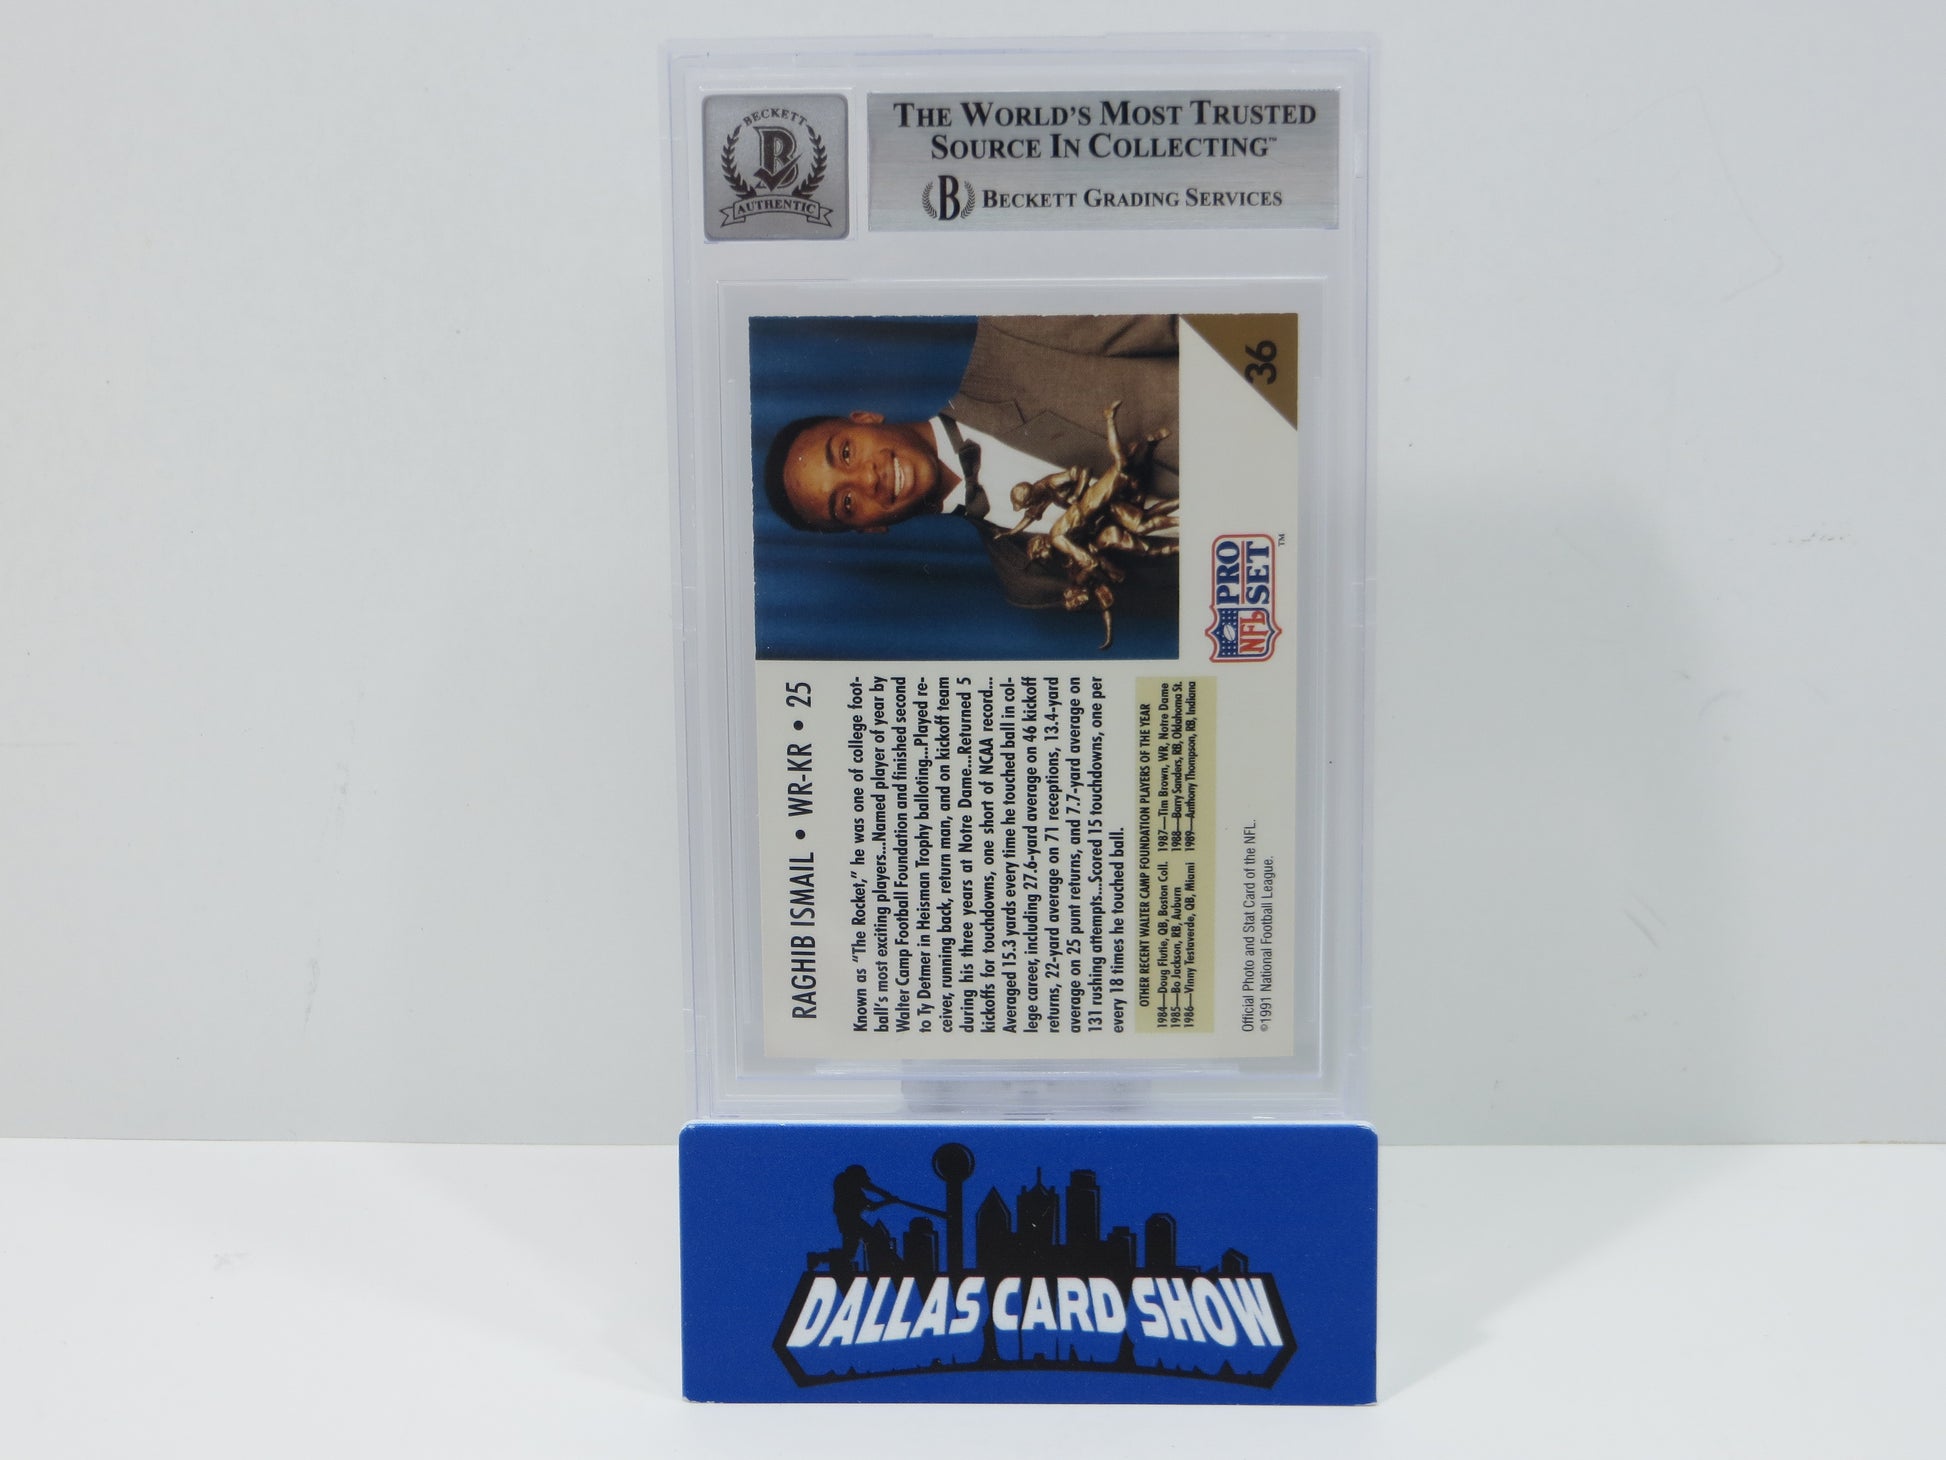 BECKETT
B
AUTHENTIC
THE WORLD'S MOST TRUSTED
SOURCE IN COLLECTING™
B BECKETT GRADING SERVICES
36
NFL PRO SET™
RAGHIB ISMAIL • WR-KR • 25
Known as "The Rocket," he was one of college foot-
ball's most exciting players...Named player of year by
Walter Camp Football Foundation and finished second
to Ty Detmer in Heisman Trophy balloting...Played re-
ceiver, running back, return man, and on kickoff team
during his three years at Notre Dame...Returned 5
kickoffs for touchdowns, one short of NCAA record...
Averaged 15.3 yards every time he touched ball in col-
lege career, including 27.6-yard average on 46 kickoff
returns, 22-yard average on 71 receptions, 13.4-yard
average on 25 punt returns, and 7.7-yard average on
131 rushing attempts...Scored 15 touchdowns, one per
every 18 times he touched ball.
OTHER RECENT WALTER CAMP FOUNDATION PLAYERS OF THE YEAR
1984—Doug Flutie, QB, Boston Coll. 1987—Tim Brown, WR, Notre Dame
1985—Bo Jackson, RB, Auburn 1988—Barry Sanders, RB, Oklahoma St.
1986—Vinny Testaverde, QB, Miami 1989—Anthony Thompson, RB, Indiana
Official Photo and Stat Card of the NFL.
©1991 National Football League.
DALLAS CARD SHOW